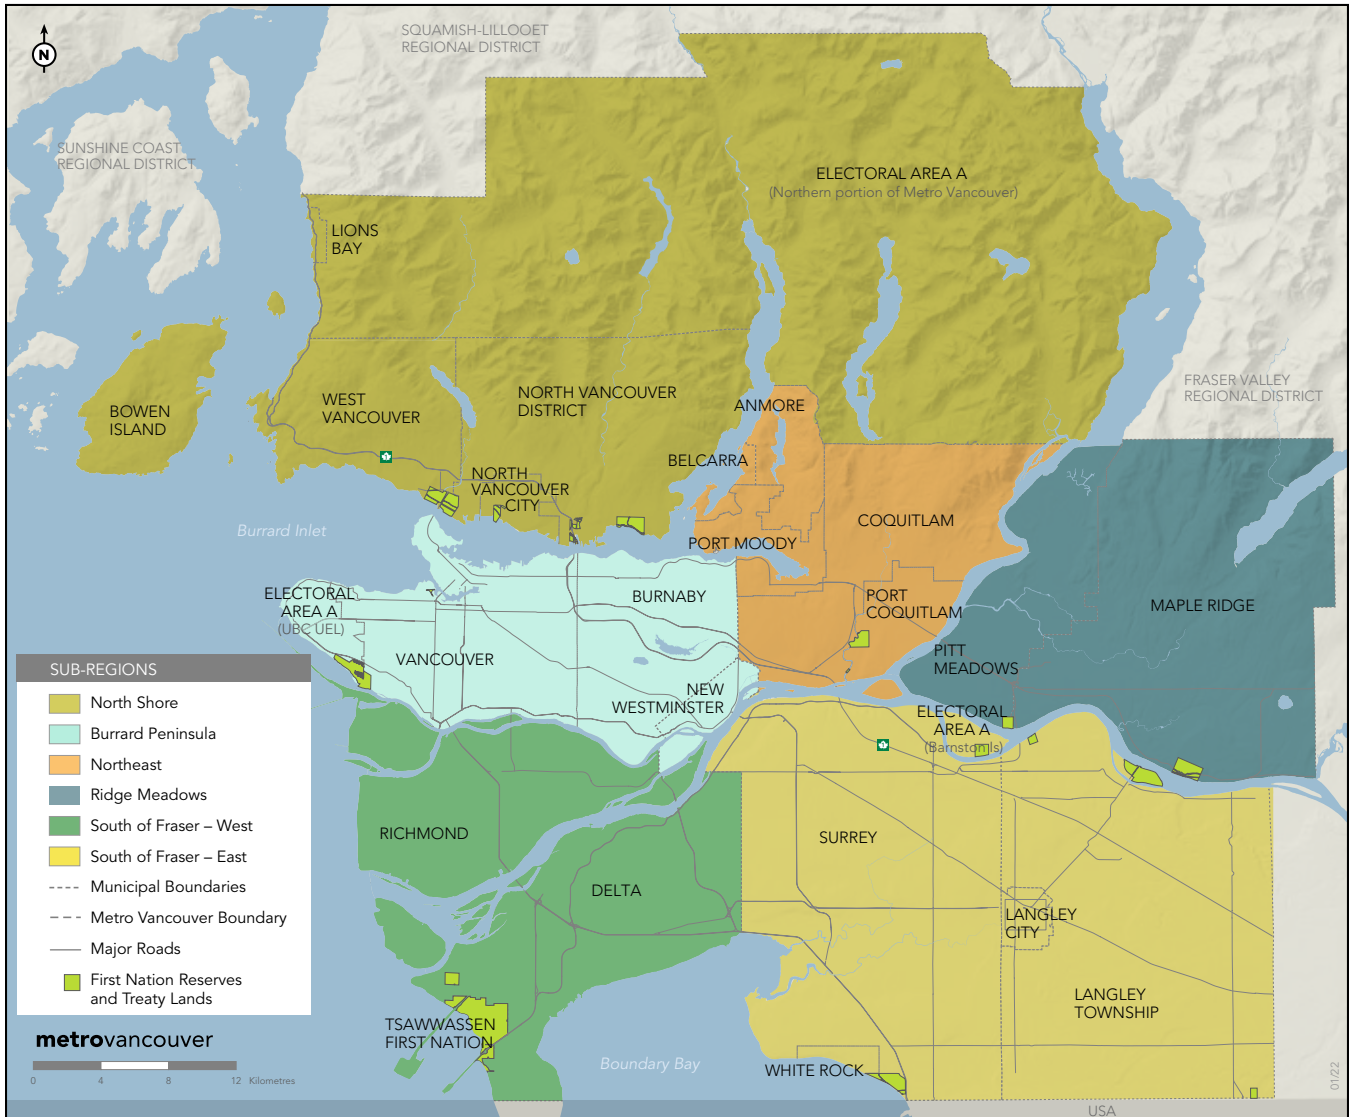 SQUAMISH-LILLOOET
REGIONAL DISTRICT
N
SUNSHINE COAST
REGIONAL DISTRICT
ELECTORAL AREA A
(Northern portion of Metro Vancouver)
LIONS
BAY
FRASER VALLEY
REGIONAL DISTRICT
BOWEN
ISLAND
WEST
VANCOUVER
NORTH VANCOUVER
DISTRICT
ANMORE
BELCARRA
1
NORTH
VANCOUVER
CITY
Burrard Inlet
COQUITLAM
PORT MOODY
ELECTORAL
AREA A
(UBC UEL)
BURNABY
PORT
COQUITLAM
MAPLE RIDGE
VANCOUVER
PITT
MEADOWS
NEW
WESTMINSTER
ELECTORAL
AREA A
(Barnston Is)
1
SUB-REGIONS
North Shore
Burrard Peninsula
Northeast
Ridge Meadows
South of Fraser – West
South of Fraser – East
Municipal Boundaries
Metro Vancouver Boundary
Major Roads
First Nation Reserves
and Treaty Lands
RICHMOND
DELTA
SURREY
LANGLEY
CITY
LANGLEY
TOWNSHIP
TSAWWASSEN
FIRST NATION
Boundary Bay
WHITE ROCK
metrovancouver
0 4 8 12 Kilometres
01/22
USA